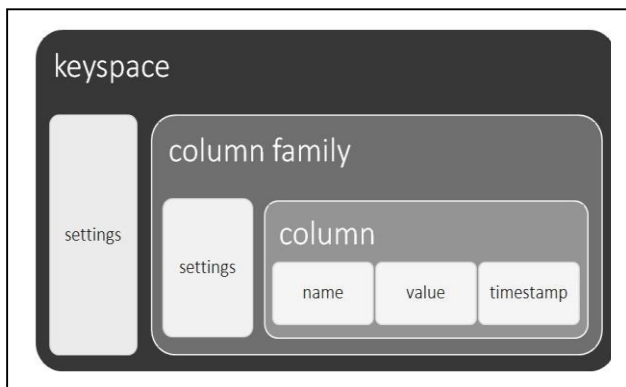 keyspace
settings
column family
settings
column
name value timestamp